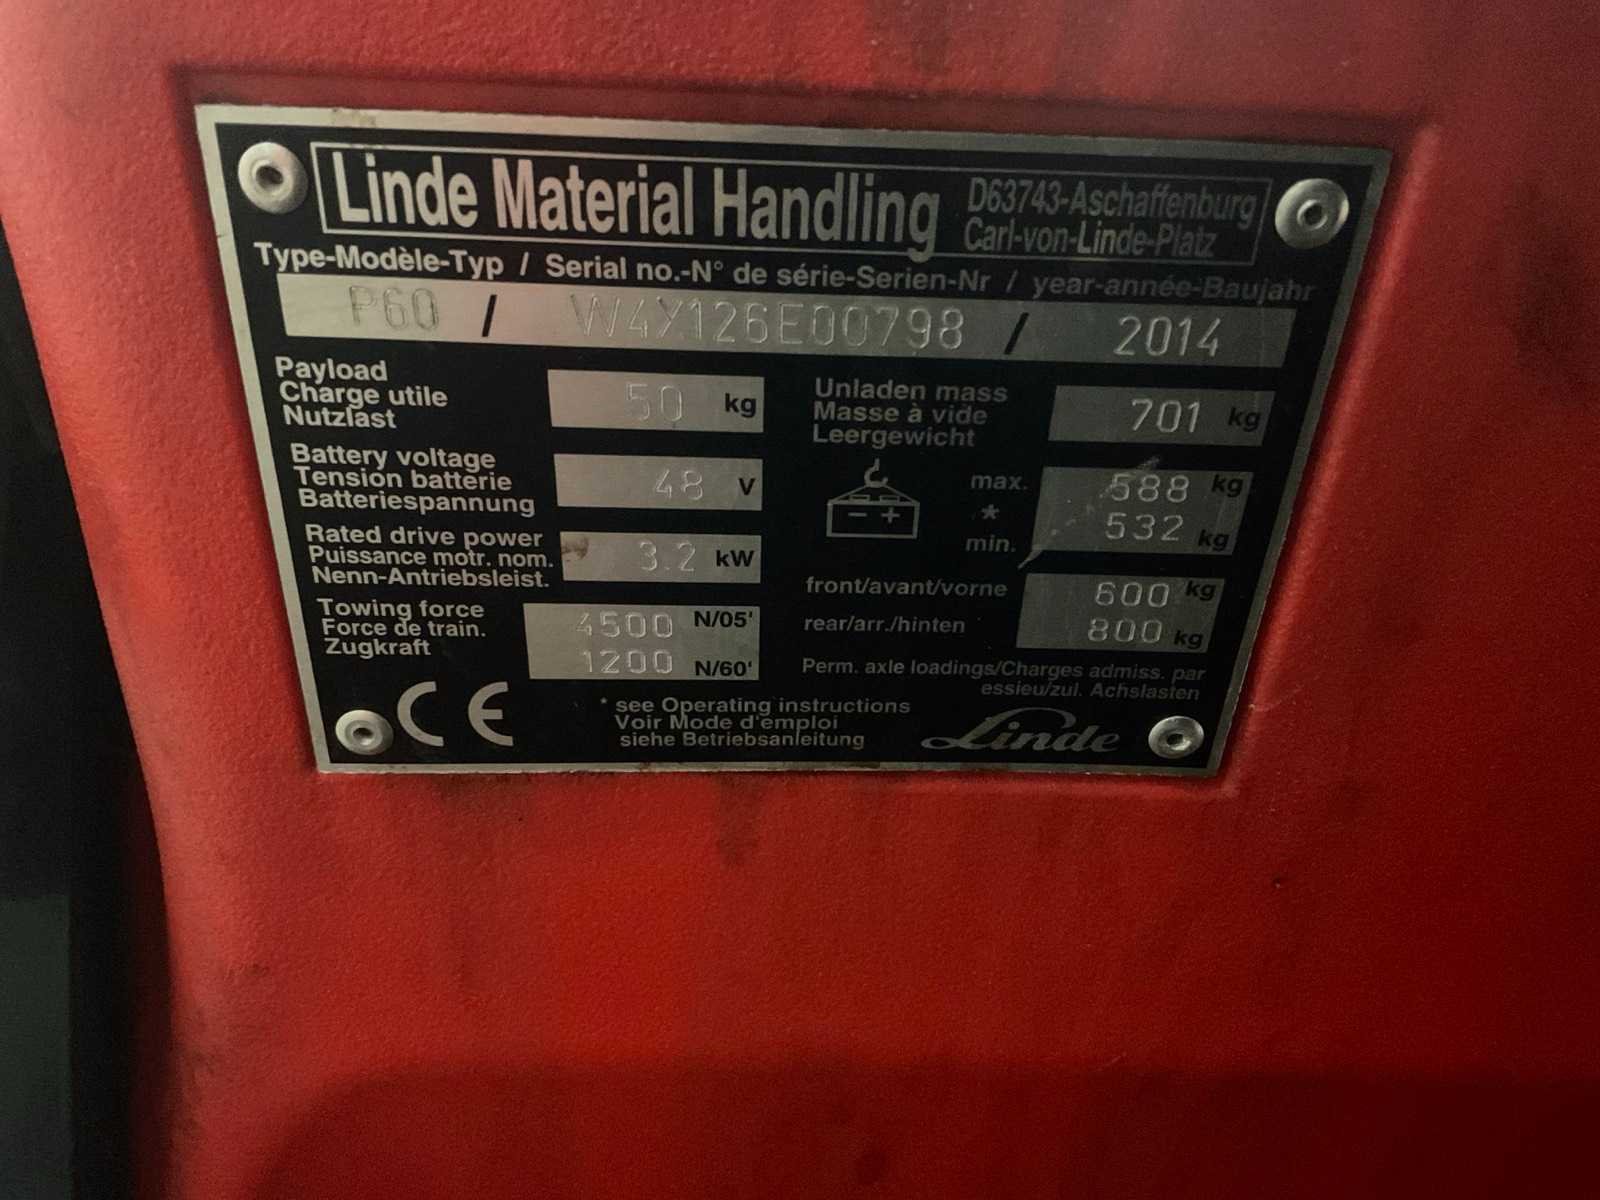 Linde Material Handling D63743-Aschaffenburg
Carl-von-Linde-Platz
Type-Modèle-Typ / Serial no.-N° de série-Serien-Nr / year-année-Baujahr
P60 / W4X126E00798 / 2014
Payload
Charge utile
Nutzlast
50 kg
Unladen mass
Masse à vide
Leergewicht
701 kg
Battery voltage
Tension batterie
Batteriespannung
48 V
max. 588 kg
*
min. 532 kg
Rated drive power
Puissance motr. nom.
Nenn-Antriebsleist.
3.2 kW
front/avant/vorne 600 kg
rear/arr./hinten 800 kg
Towing force
Force de train.
Zugkraft
4500 N/05'
1200 N/60'
Perm. axle loadings/Charges admiss. par
essieu/zul. Achslasten
CE
* see Operating instructions
Voir Mode d'emploi
siehe Betriebsanleitung
Linde